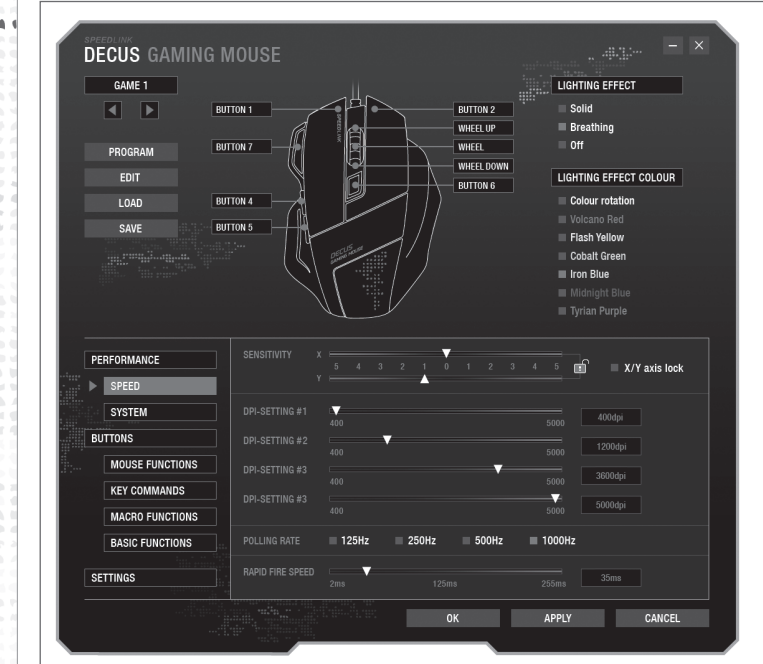 SPEEDLINK
DECUS GAMING MOUSE
GAME 1
PROGRAM
EDIT
LOAD
SAVE
BUTTON 1
BUTTON 7
BUTTON 4
BUTTON 5
BUTTON 2
WHEEL UP
WHEEL
WHEEL DOWN
BUTTON 6
SPEEDLINK
DECUS
GAMING MOUSE
LIGHTING EFFECT
Solid
Breathing
Off
LIGHTING EFFECT COLOUR
Colour rotation
Volcano Red
Flash Yellow
Cobalt Green
Iron Blue
Midnight Blue
Tyrian Purple
PERFORMANCE
SPEED
SYSTEM
BUTTONS
MOUSE FUNCTIONS
KEY COMMANDS
MACRO FUNCTIONS
BASIC FUNCTIONS
SETTINGS
SENSITIVITY X
5 4 3 2 1 0 1 2 3 4 5
Y
X/Y axis lock
DPI-SETTING #1
400 5000 400dpi
DPI-SETTING #2
400 5000 1200dpi
DPI-SETTING #3
400 5000 3600dpi
DPI-SETTING #3
400 5000 5000dpi
POLLING RATE 125Hz 250Hz 500Hz 1000Hz
RAPID FIRE SPEED
2ms 125ms 255ms 35ms
OK APPLY CANCEL